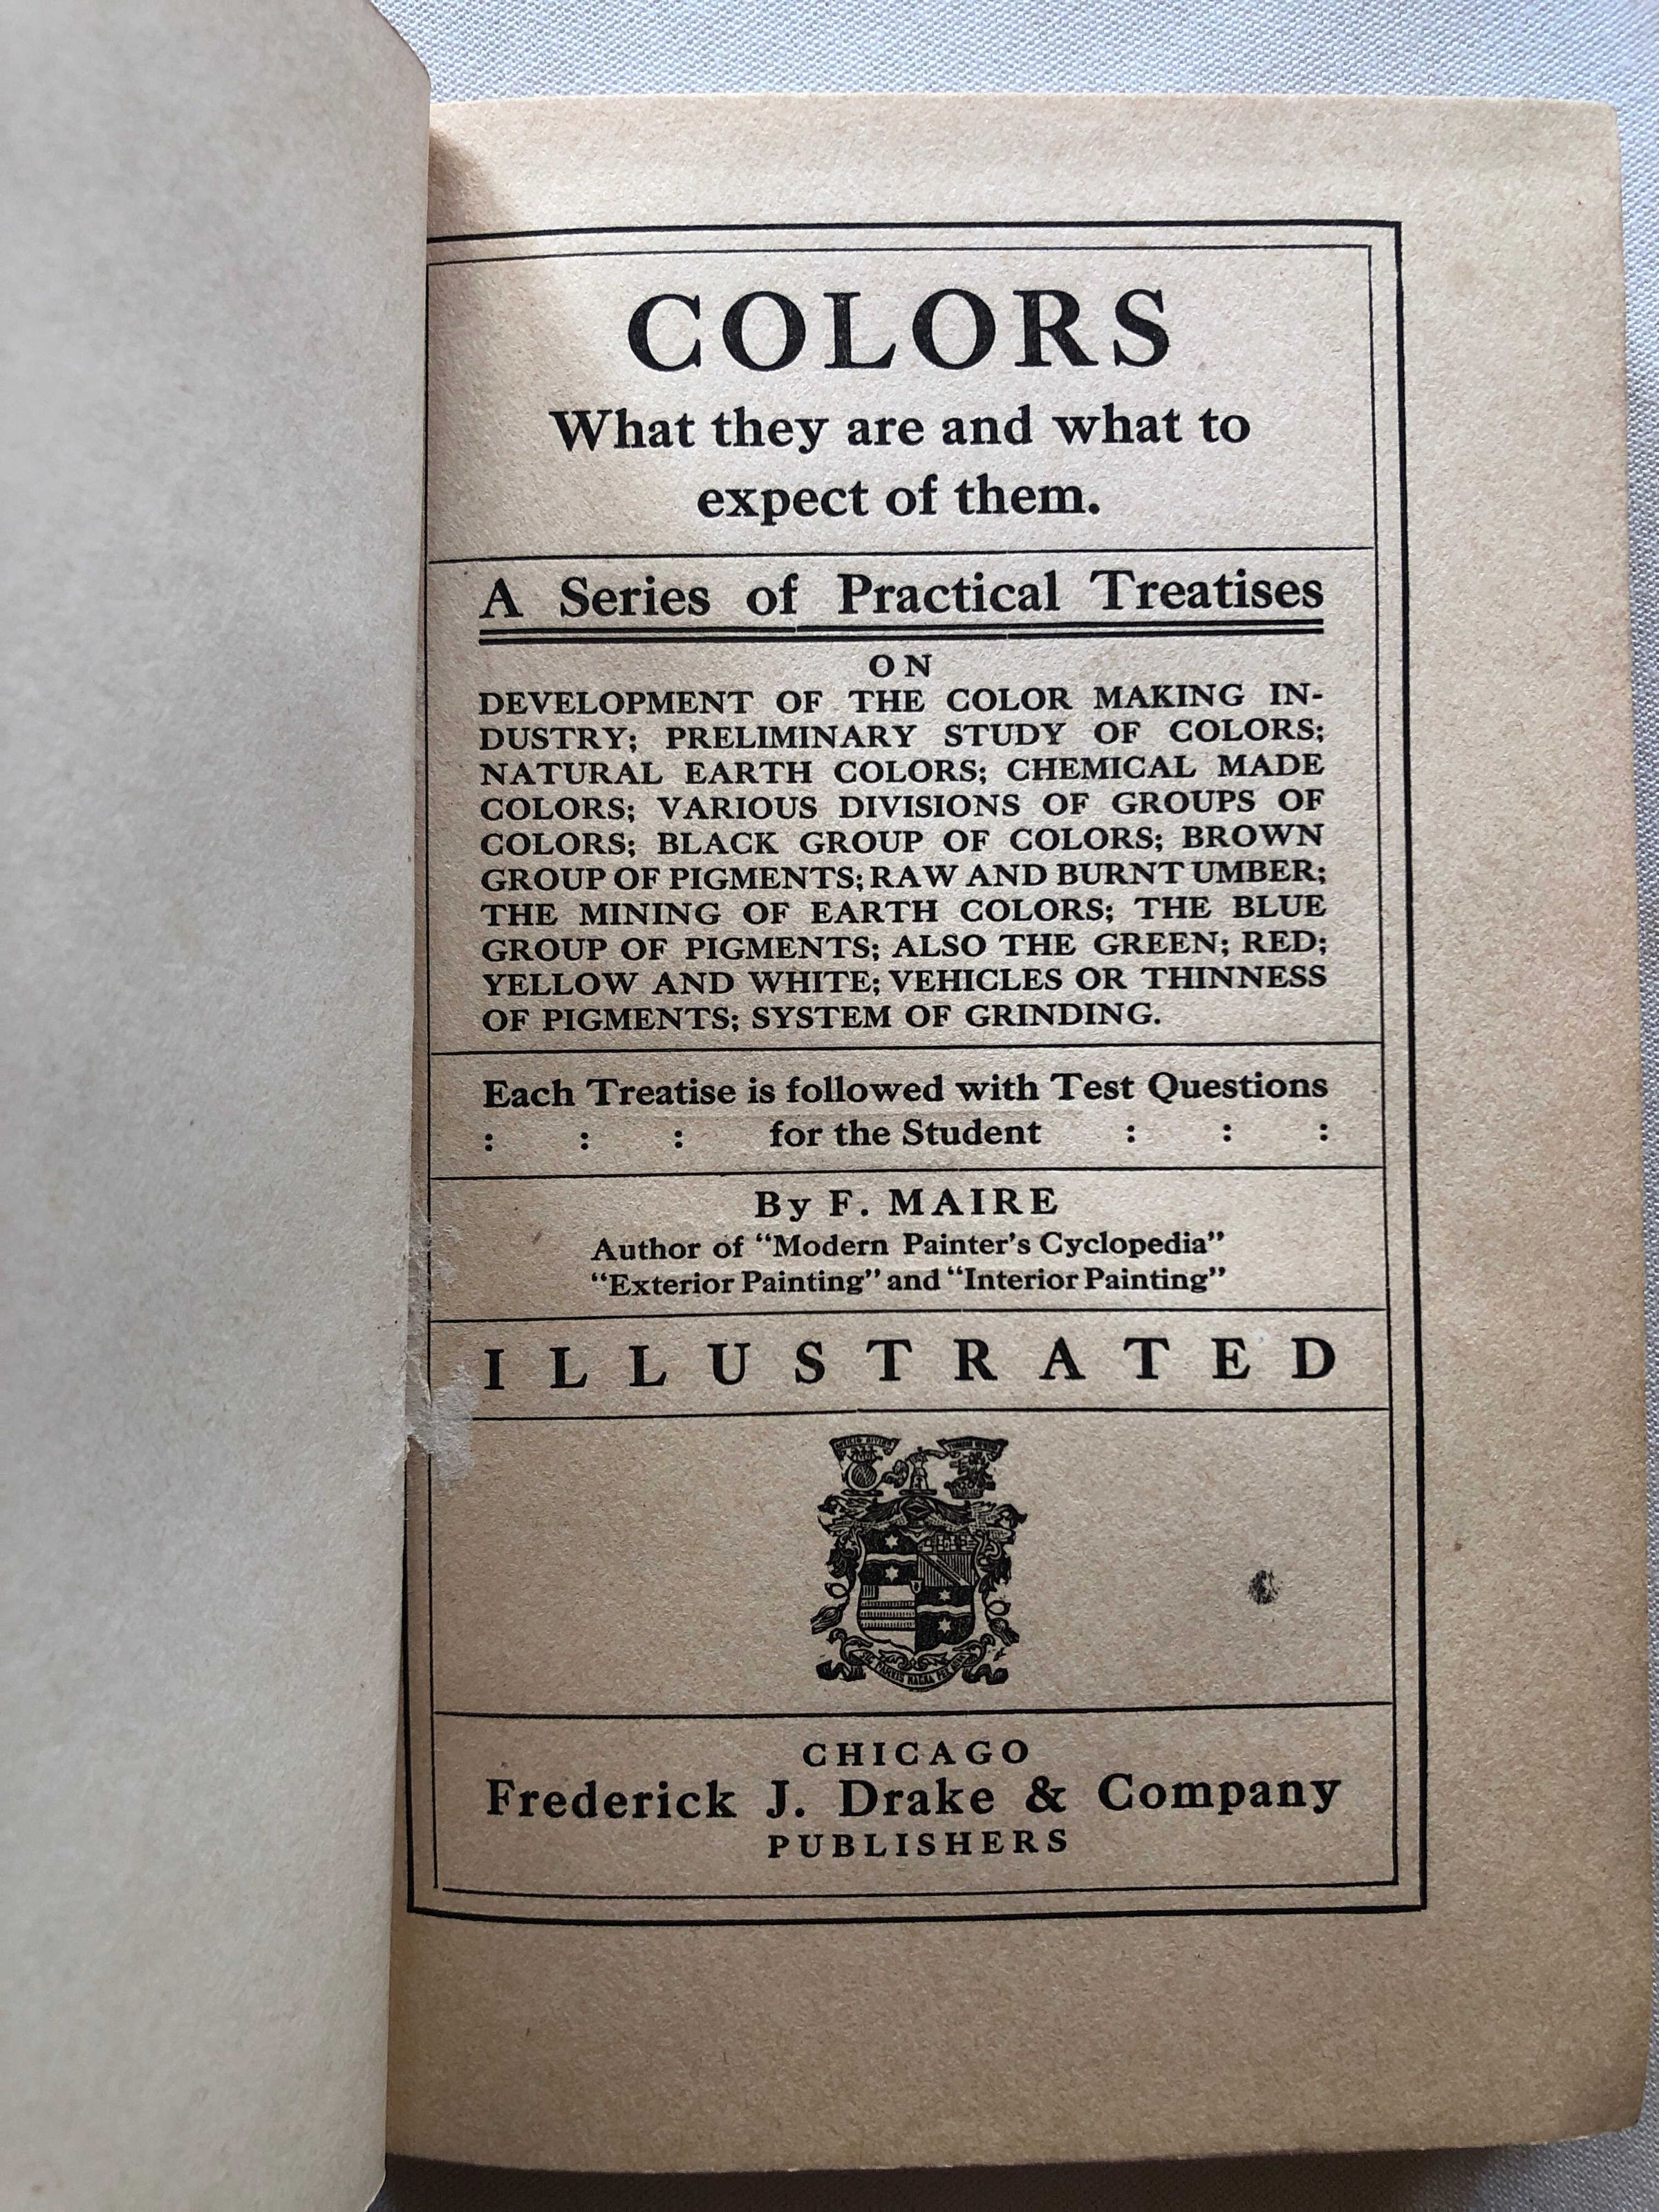 COLORS
What they are and what to
expect of them.
A Series of Practical Treatises
ON
DEVELOPMENT OF THE COLOR MAKING IN-
DUSTRY; PRELIMINARY STUDY OF COLORS;
NATURAL EARTH COLORS; CHEMICAL MADE
COLORS; VARIOUS DIVISIONS OF GROUPS OF
COLORS; BLACK GROUP OF COLORS; BROWN
GROUP OF PIGMENTS; RAW AND BURNT UMBER;
THE MINING OF EARTH COLORS; THE BLUE
GROUP OF PIGMENTS; ALSO THE GREEN; RED;
YELLOW AND WHITE; VEHICLES OR THINNESS
OF PIGMENTS; SYSTEM OF GRINDING.
Each Treatise is followed with Test Questions
: : : for the Student : : :
By F. MAIRE
Author of "Modern Painter's Cyclopedia"
"Exterior Painting" and "Interior Painting"
ILLUSTRATED
CHICAGO
Frederick J. Drake & Company
PUBLISHERS